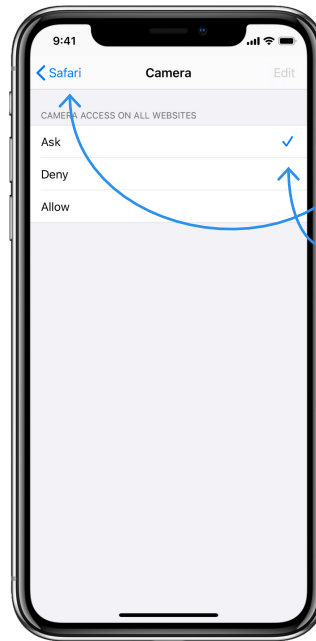 9:41
Safari Camera Edit
CAMERA ACCESS ON ALL WEBSITES
Ask
Deny
Allow